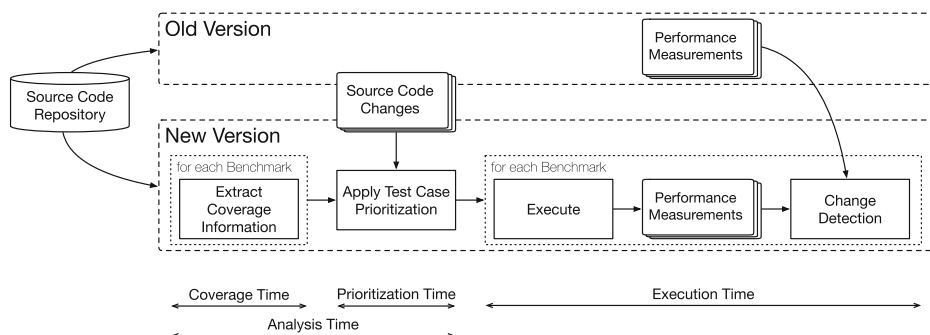 Old Version
Performance
Measurements
Source Code
Repository
Source Code
Changes
New Version
for each Benchmark
Extract
Coverage
Information
Apply Test Case
Prioritization
for each Benchmark
Execute
Performance
Measurements
Change
Detection
Coverage Time
Prioritization Time
Execution Time
Analysis Time